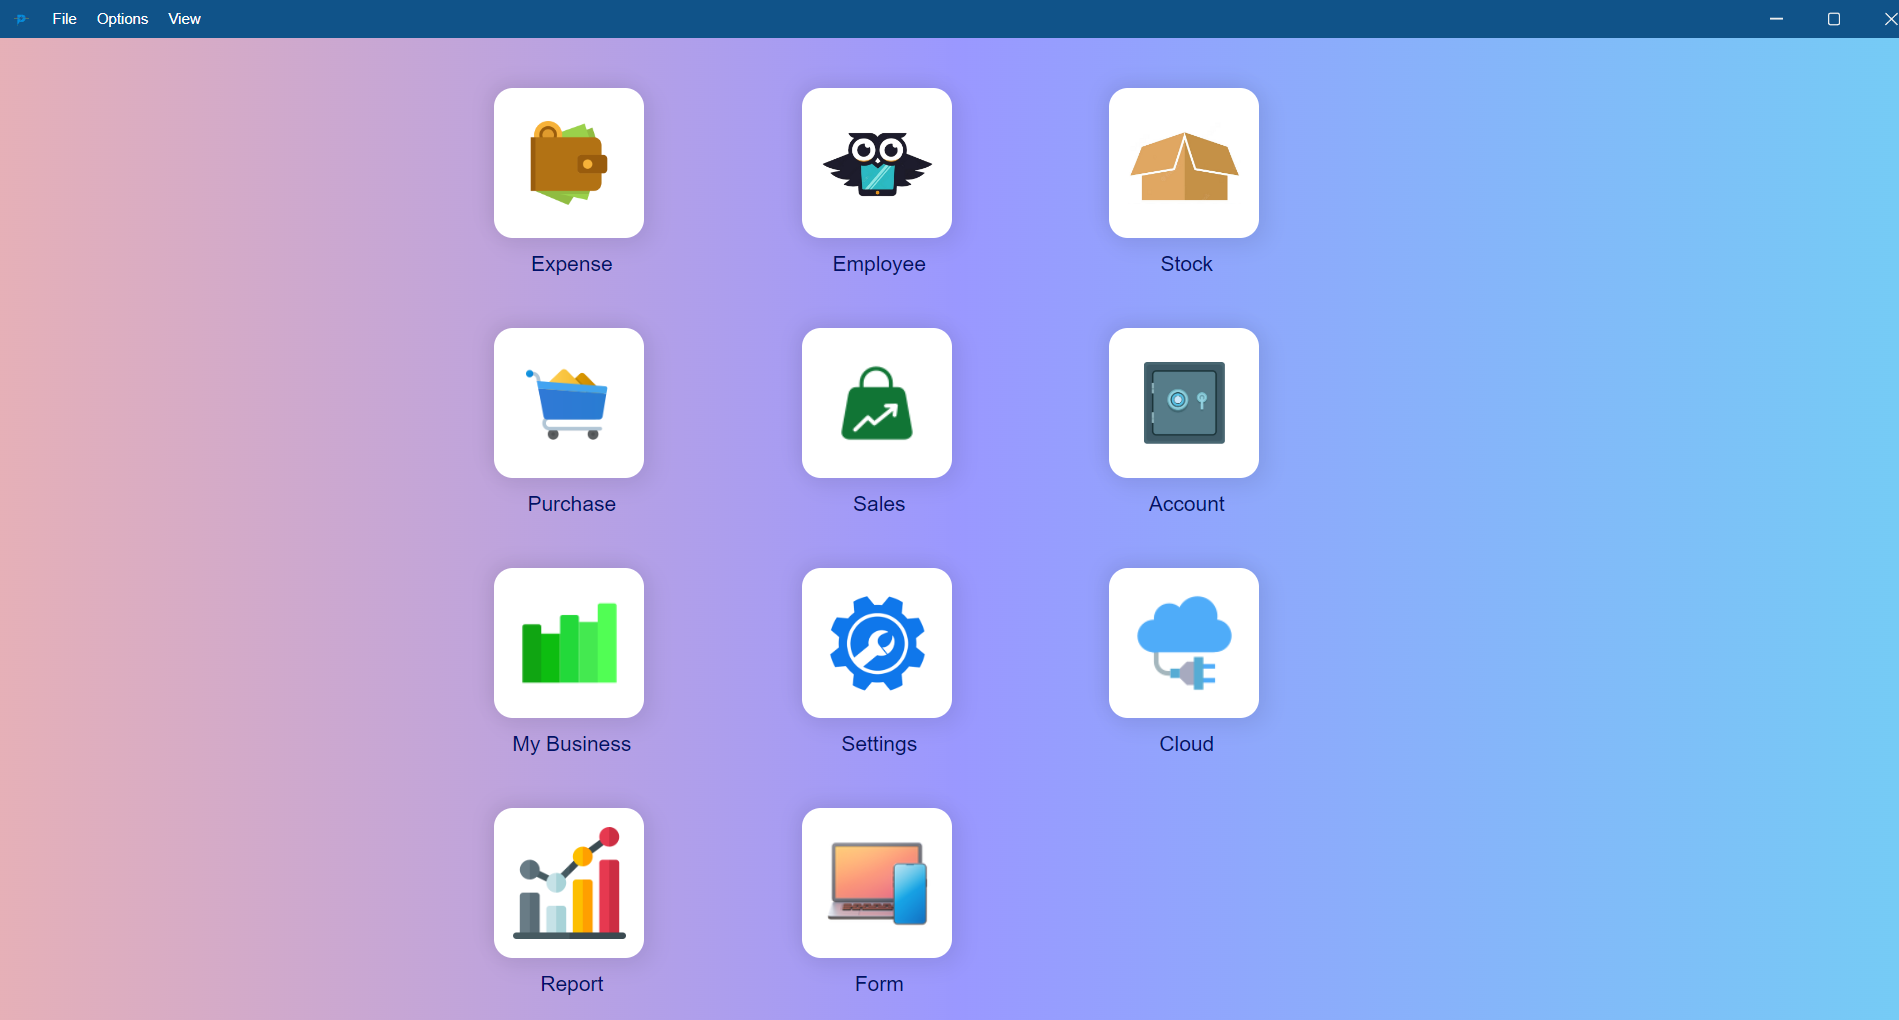 File Options View
Expense Employee Stock
Purchase Sales Account
My Business Settings Cloud
Report Form